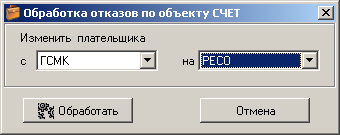 Обработка отказов по объекту СЧЕТ
Изменить плательщика
с ГСМК на РЕСО
Обработать Отмена